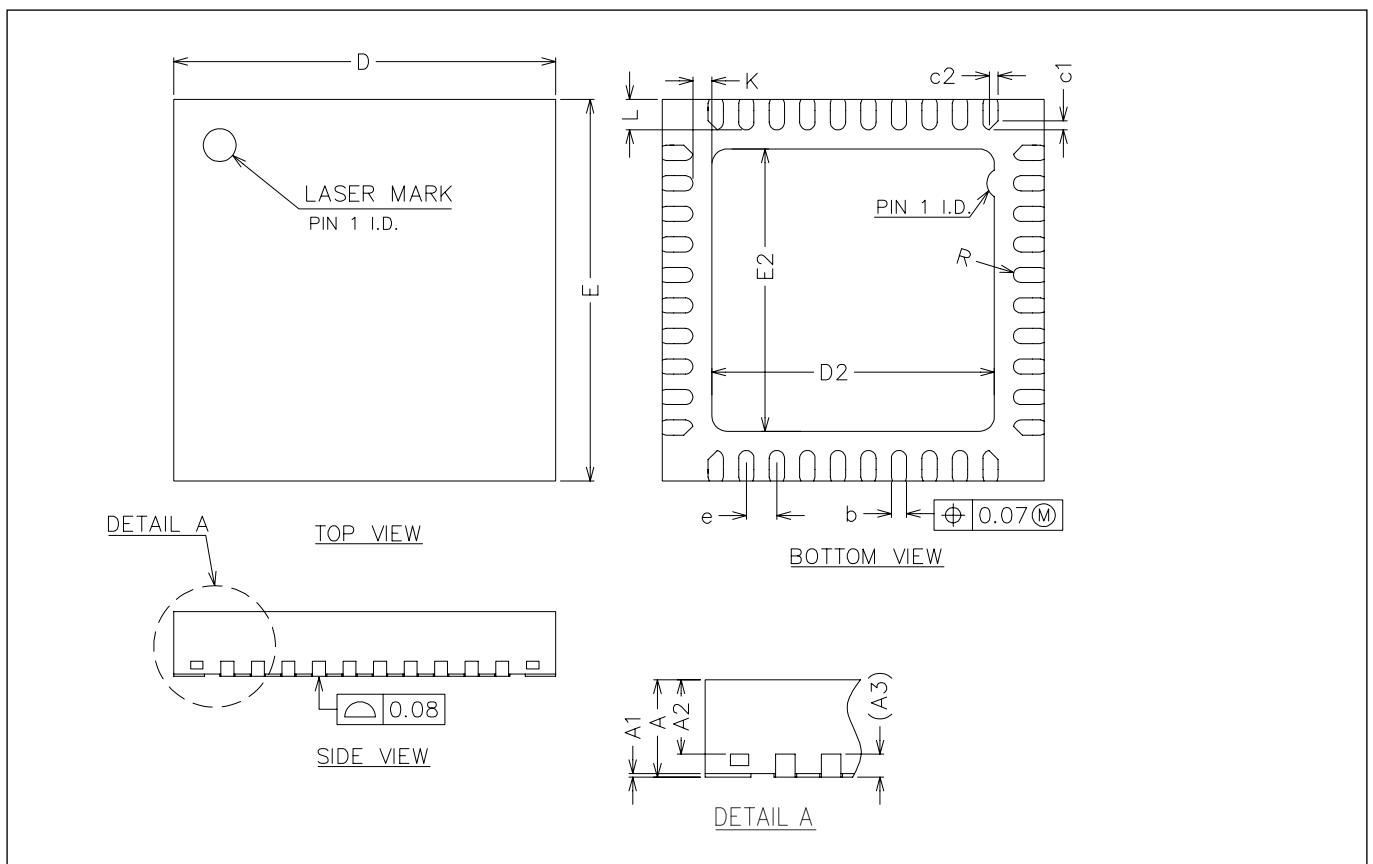 D
LASER MARK
PIN 1 I.D.
E
TOP VIEW
K
L
c2
c1
PIN 1 I.D.
R
E2
D2
e
b
0.07 Ⓜ
BOTTOM VIEW
DETAIL A
0.08
SIDE VIEW
A1
A
A2
(A3)
DETAIL A